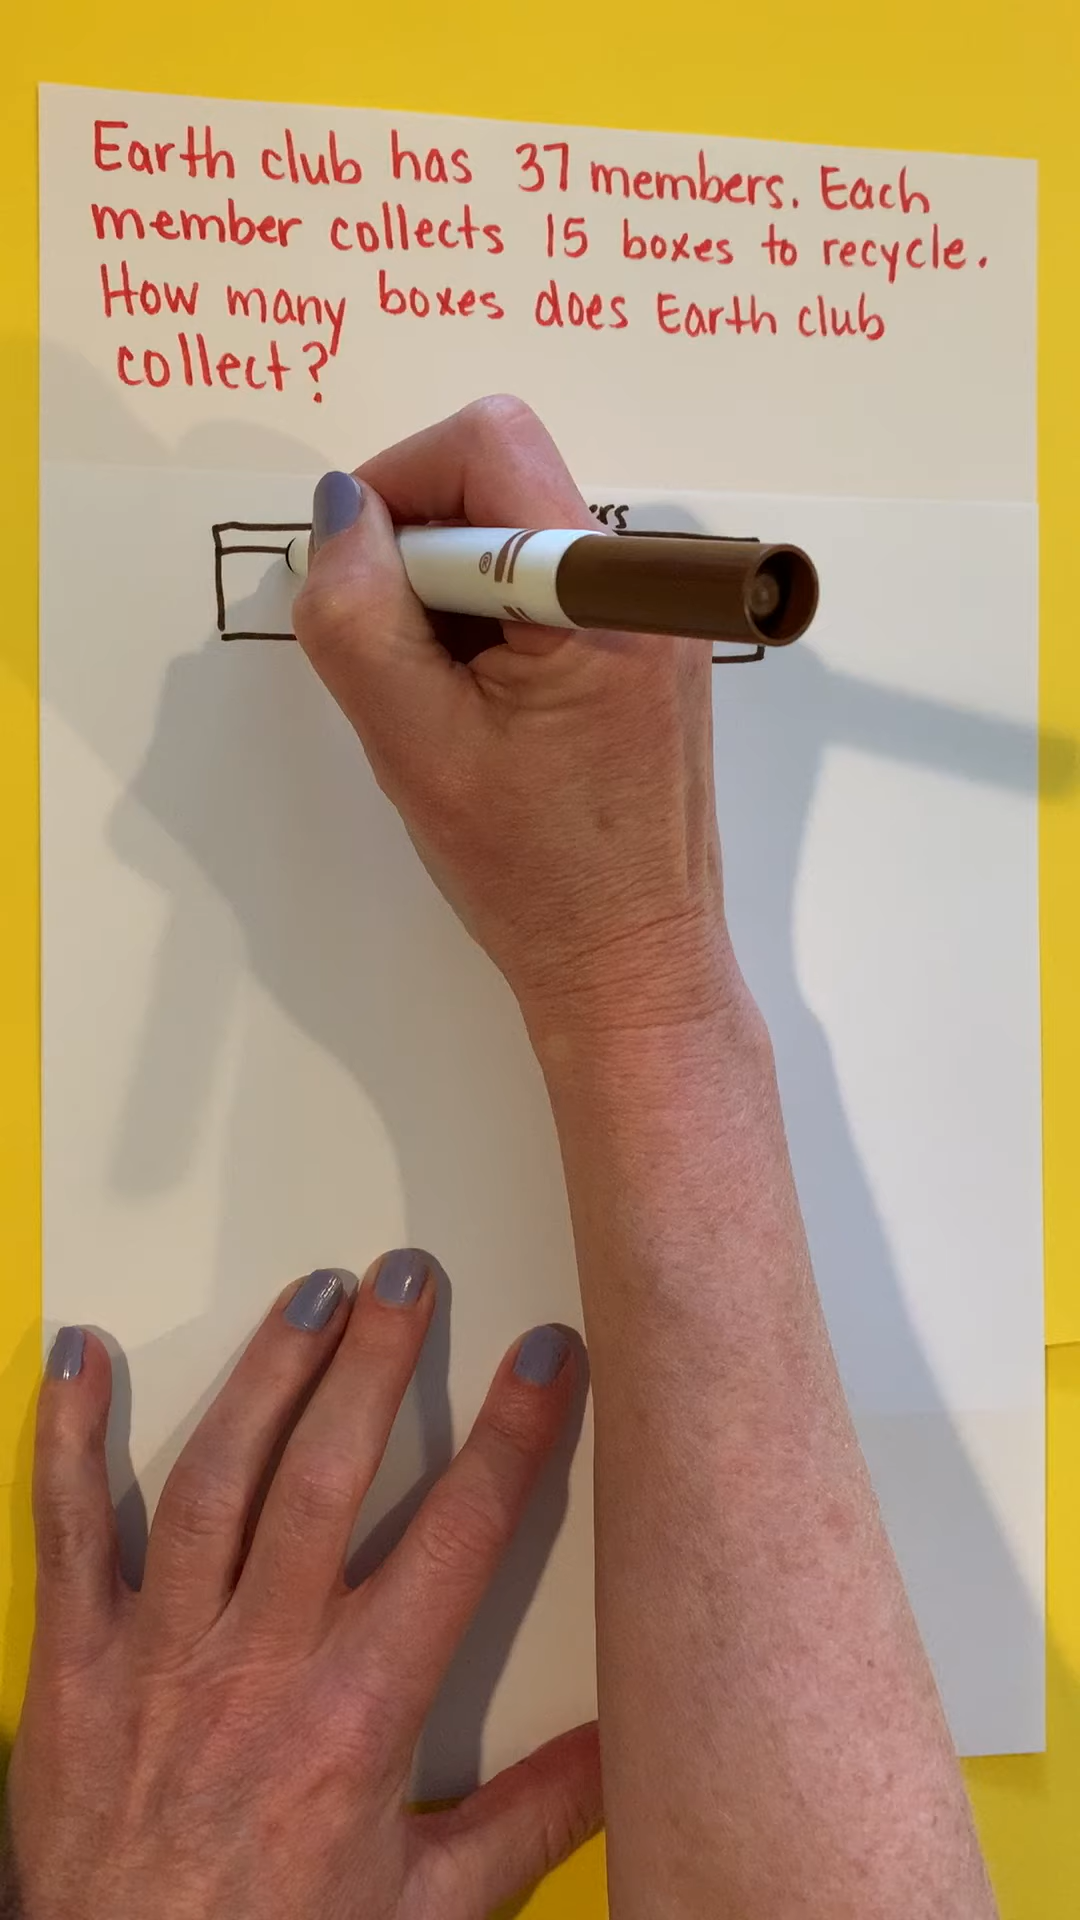 Earth club has 37 members. Each
member collects 15 boxes to recycle.
How many boxes does Earth club
collect?